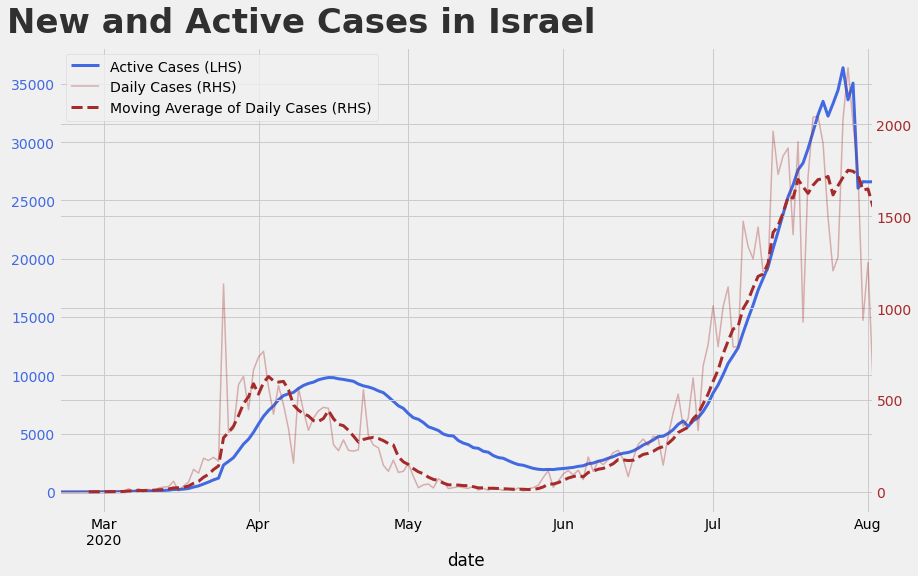 New and Active Cases in Israel
Active Cases (LHS)
Daily Cases (RHS)
Moving Average of Daily Cases (RHS)
35000
30000
25000
20000
15000
10000
5000
0
2000
1500
1000
500
0
Mar
2020
Apr
May
Jun
Jul
Aug
date